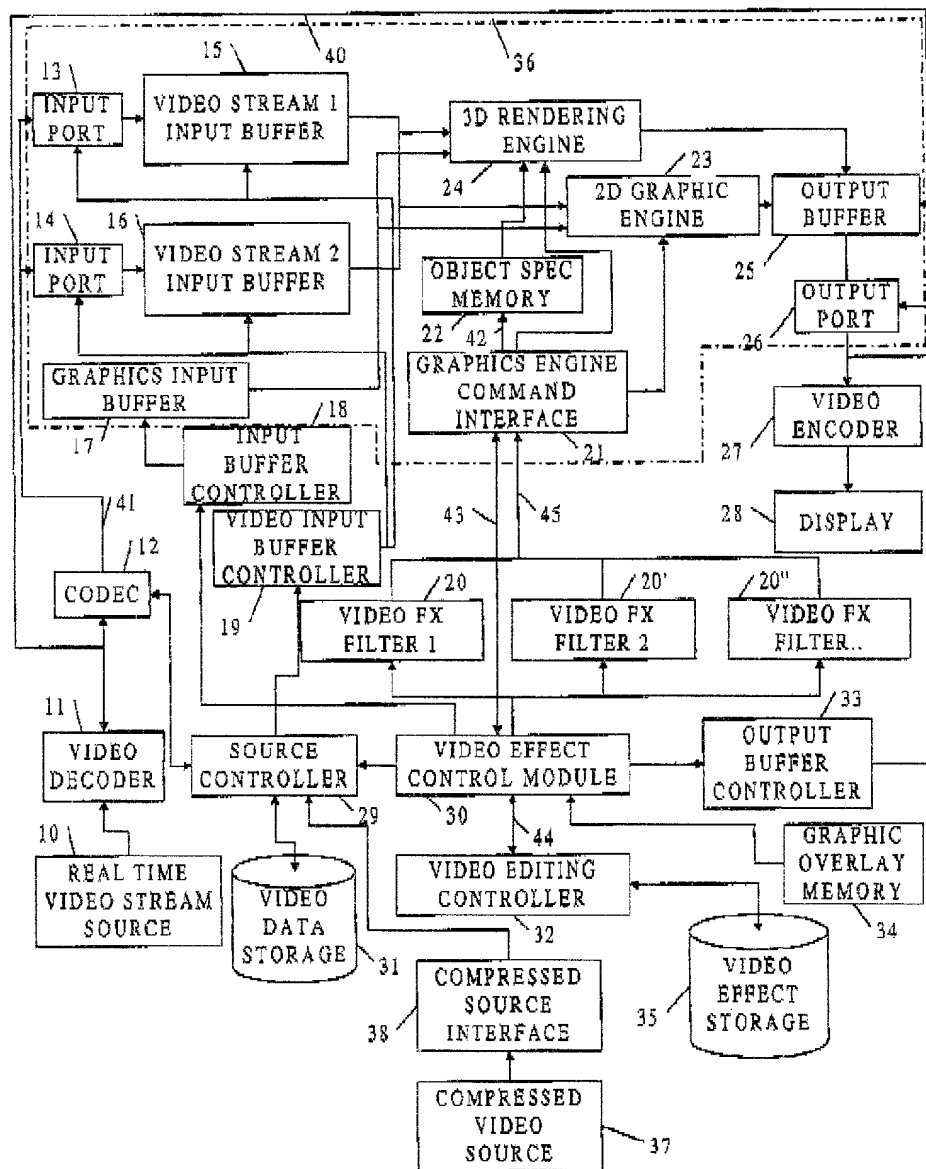 40
36
13
INPUT
PORT
15
VIDEO STREAM 1
INPUT BUFFER
3D RENDERING
ENGINE
24
23
2D GRAPHIC
ENGINE
OUTPUT
BUFFER
25
14
INPUT
PORT
16
VIDEO STREAM 2
INPUT BUFFER
OBJECT SPEC
MEMORY
22
42
OUTPUT
PORT
26
GRAPHICS INPUT
BUFFER
17
GRAPHICS ENGINE
COMMAND
INTERFACE
21
VIDEO
ENCODER
27
18
INPUT
BUFFER
CONTROLLER
DISPLAY
28
41
12
CODEC
VIDEO INPUT
BUFFER
CONTROLLER
19
43
45
20
VIDEO FX
FILTER 1
20'
VIDEO FX
FILTER 2
20"
VIDEO FX
FILTER..
11
VIDEO
DECODER
SOURCE
CONTROLLER
29
VIDEO EFFECT
CONTROL MODULE
30
33
OUTPUT
BUFFER
CONTROLLER
10
REAL TIME
VIDEO STREAM
SOURCE
VIDEO
DATA
STORAGE
31
44
VIDEO EDITING
CONTROLLER
32
GRAPHIC
OVERLAY
MEMORY
34
COMPRESSED
SOURCE
INTERFACE
38
VIDEO
EFFECT
STORAGE
35
COMPRESSED
VIDEO
SOURCE
37